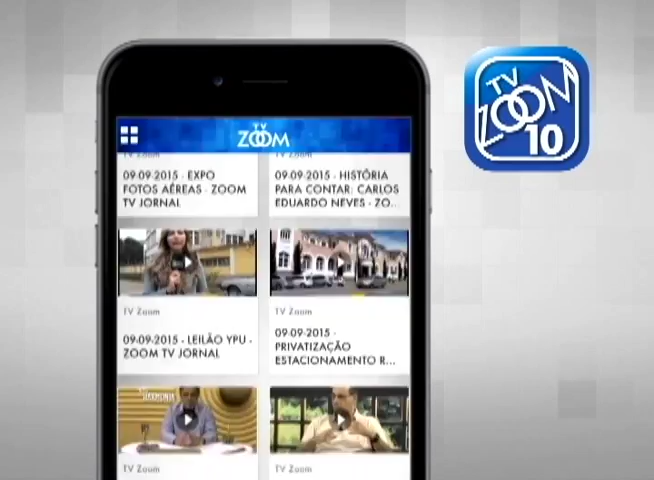 TV
ZOOM
TV
ZOOM
10
TV Zoom
TV Zoom
09-09-2015 - EXPO
FOTOS AÉREAS - ZOOM
TV JORNAL
09-09-2015 - HISTÓRIA
PARA CONTAR: CARLOS
EDUARDO NEVES - ZO...
TV Zoom
09-09-2015 - LEILÃO YPU -
ZOOM TV JORNAL
09-09-2015 -
PRIVATIZAÇÃO
ESTACIONAMENTO R...
HARMONIA
TV Zoom
TV Zoom